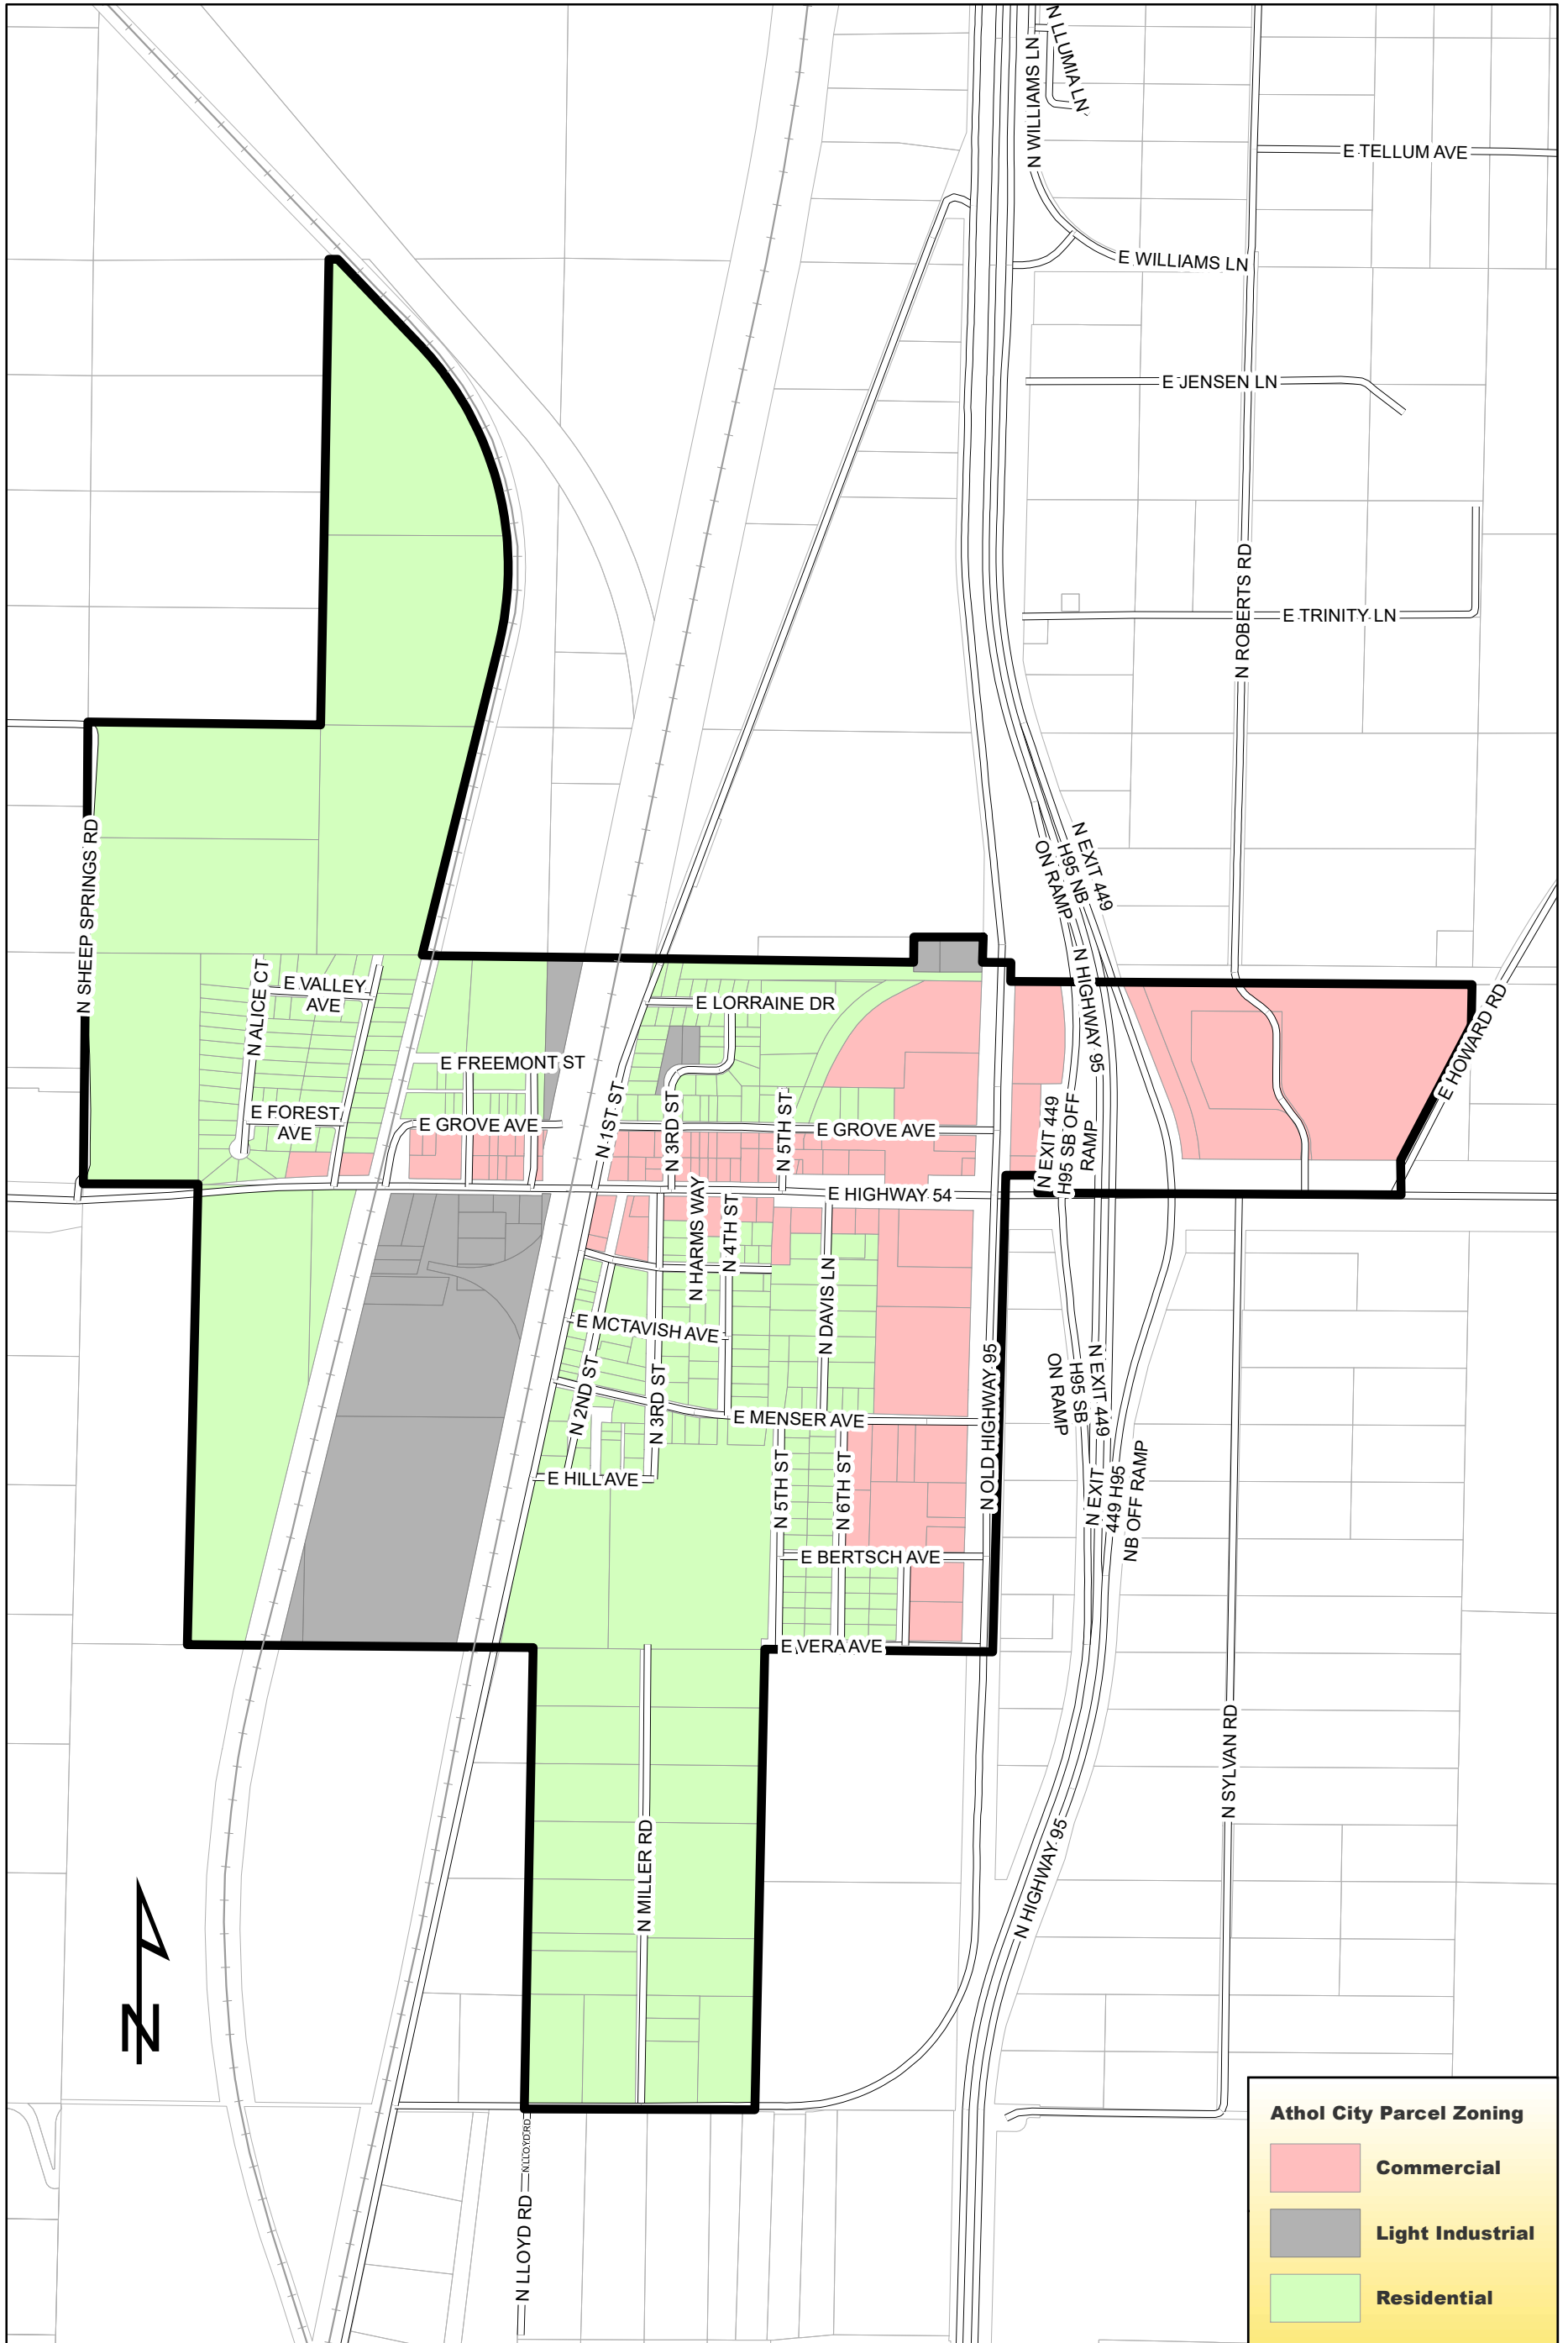 N LLUMIA LN
N WILLIAMS LN
E TELLUM AVE
E WILLIAMS LN
E JENSEN LN
N ROBERTS RD
E TRINITY LN
N SHEEP SPRINGS RD
N EXIT 449
H95 NB
ON RAMP
N ALICE CT
E VALLEY
AVE
E LORRAINE DR
N HIGHWAY 95
E HOWARD RD
E FREEMONT ST
E FOREST
AVE
E GROVE AVE
N 1ST ST
N 3RD ST
N 5TH ST
E GROVE AVE
N EXIT 449
H95 SB OFF
RAMP
E HIGHWAY 54
N HARMS WAY
N 4TH ST
N DAVIS LN
E MCTAVISH AVE
N 2ND ST
N 3RD ST
E MENSER AVE
N OLD HIGHWAY 95
N EXIT 449
H95 SB
ON RAMP
E HILL AVE
N 5TH ST
N 6TH ST
N EXIT
449 H95
NB OFF RAMP
E BERTSCH AVE
E VERA AVE
N SYLVAN RD
N MILLER RD
N HIGHWAY 95
N
N LLOYD RD
N LLOYD RD
Athol City Parcel Zoning
Commercial
Light Industrial
Residential